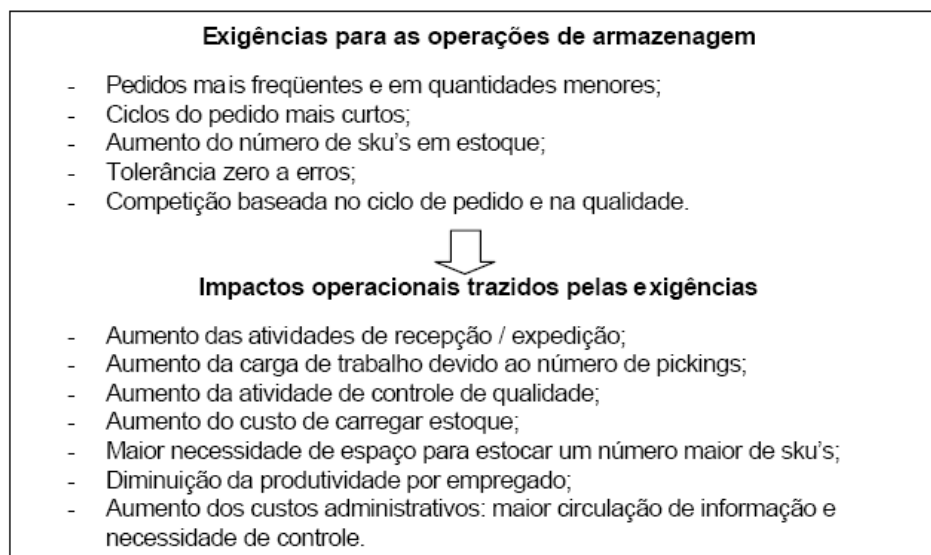 Exigências para as operações de armazenagem
- Pedidos mais freqüentes e em quantidades menores;
- Ciclos do pedido mais curtos;
- Aumento do número de sku's em estoque;
- Tolerância zero a erros;
- Competição baseada no ciclo de pedido e na qualidade.
Impactos operacionais trazidos pelas exigências
- Aumento das atividades de recepção / expedição;
- Aumento da carga de trabalho devido ao número de pickings;
- Aumento da atividade de controle de qualidade;
- Aumento do custo de carregar estoque;
- Maior necessidade de espaço para estocar um número maior de sku's;
- Diminuição da produtividade por empregado;
- Aumento dos custos administrativos: maior circulação de informação e
necessidade de controle.